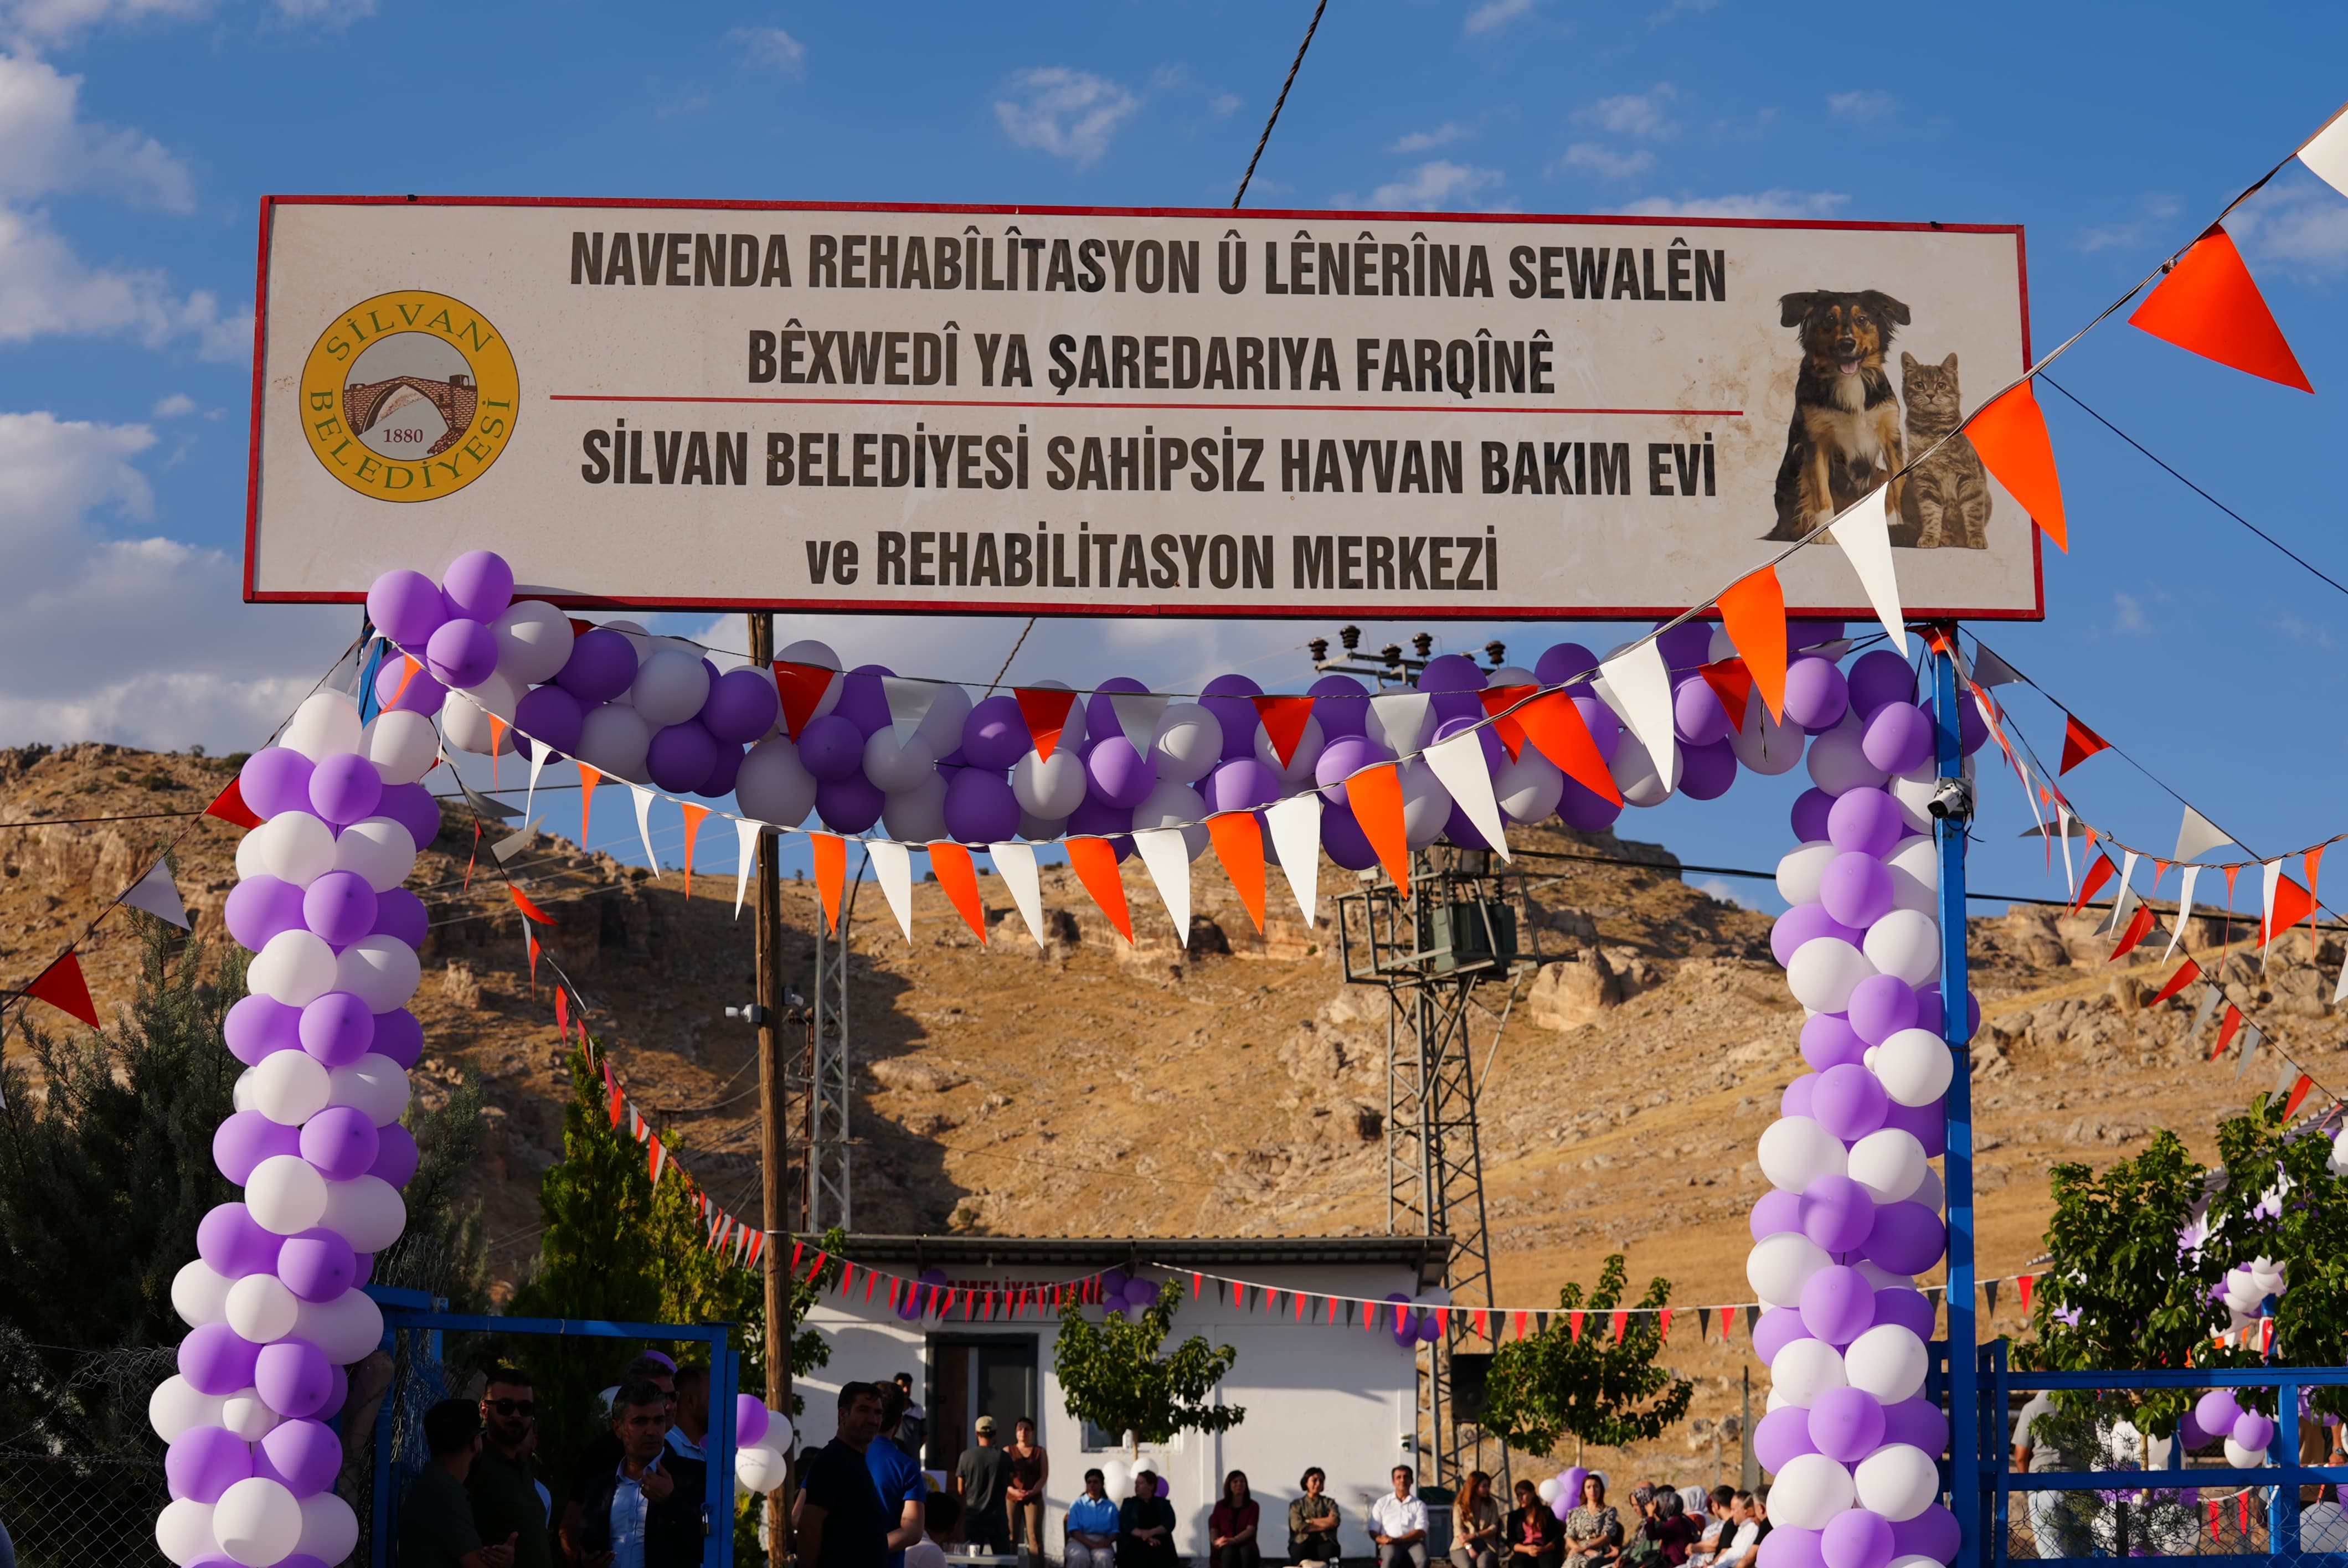 NAVENDA REHABÎLÎTASYON Û LÊNÊRÎNA SEWALÊN
BÊXWEDÎ YA ŞAREDARIYA FARQÎNÊ
SİLVAN BELEDİYESİ SAHİPSİZ HAYVAN BAKIM EVİ
ve REHABİLİTASYON MERKEZİ
SİLVAN
1880
BELEDİYESİ